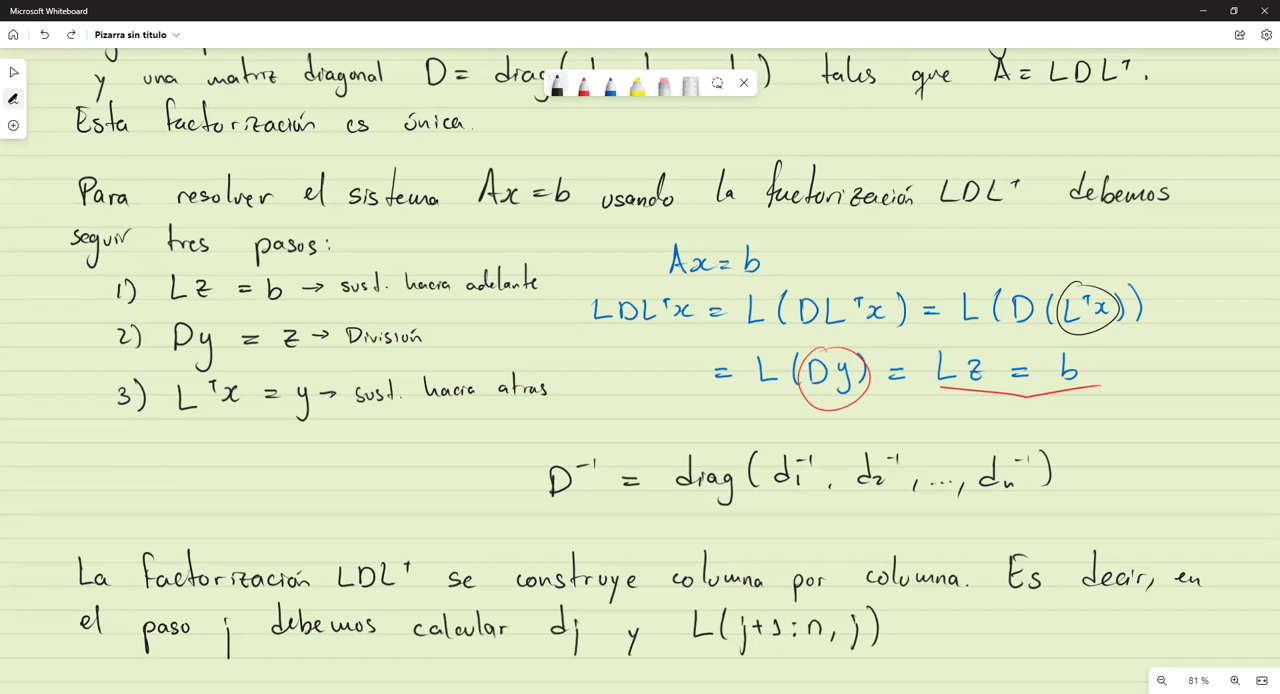 Microsoft Whiteboard
Pizarra sin título
y una matriz diagonal D = diag( ) tales que A = LDLᵀ.
Esta factorización es única.
Para resolver el sistema Ax = b usando la factorización LDLᵀ debemos
seguir tres pasos:
1) Lz = b → sust. hacia adelante
2) Dy = z → División
3) Lᵀx = y → sust. hacia atras
Ax = b
LDLᵀx = L(DLᵀx) = L(D(Lᵀx))
= L(Dy) = Lz = b
D⁻¹ = diag(d₁⁻¹, d₂⁻¹, ..., dₙ⁻¹)
La factorización LDLᵀ se construye columna por columna. Es decir, en
el paso j debemos calcular dj y L(j+1:n, j)
81 %